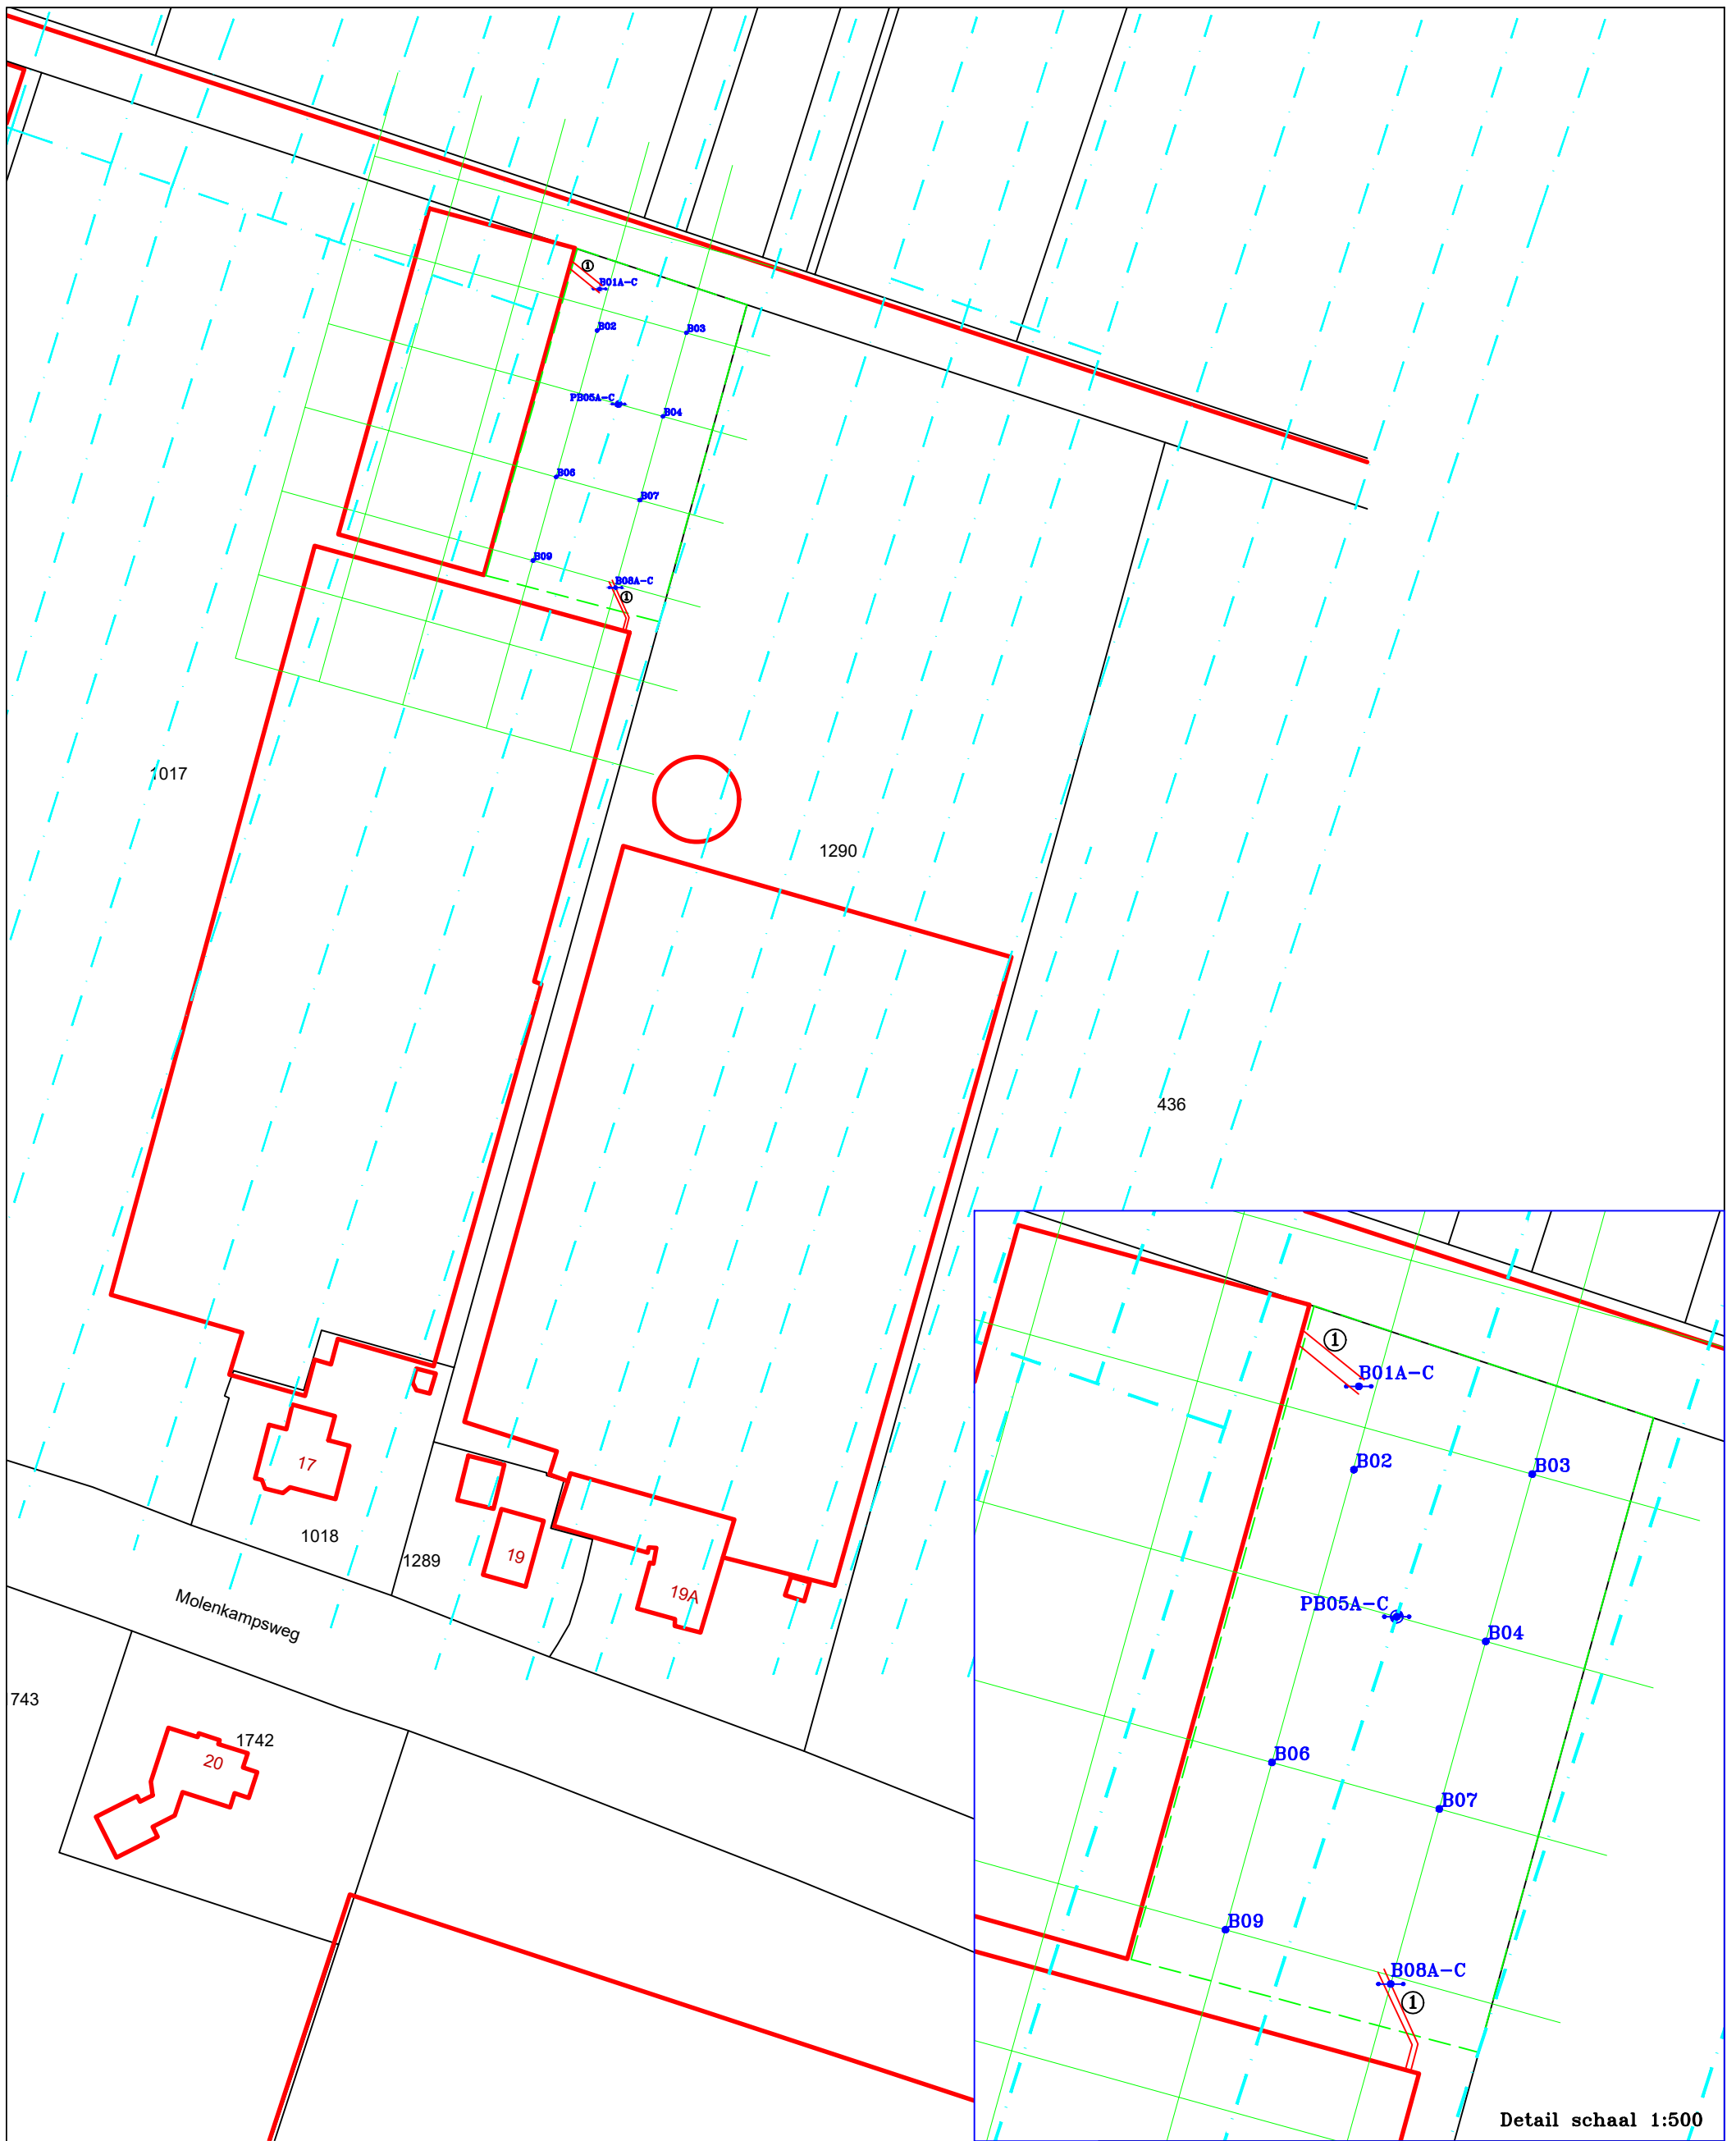 ①
B01A-C
B02
B03
PB05A-C
B04
B06
B07
B09
B08A-C
①
1017
1290
436
17
1018
1289
19
19A
Molenkampsweg
743
1742
20
①
B01A-C
B02
B03
PB05A-C
B04
B06
B07
B09
B08A-C
①
Detail schaal 1:500